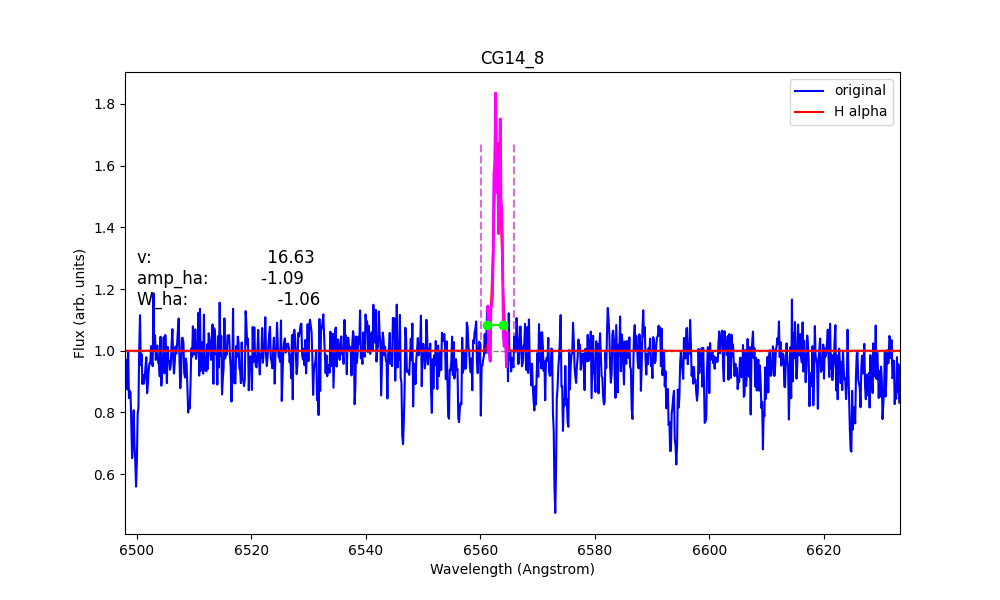 CG14_8
original
H alpha
1.8
1.6
1.4
1.2
1.0
0.8
0.6
Flux (arb. units)
v: 16.63
amp_ha: -1.09
W_ha: -1.06
6500 6520 6540 6560 6580 6600 6620
Wavelength (Angstrom)